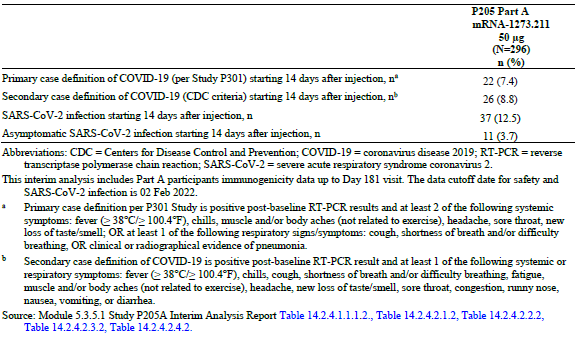 P205 Part A
mRNA-1273.211
50 µg
(N=296)
n (%)
Primary case definition of COVID-19 (per Study P301) starting 14 days after injection, nᵃ 22 (7.4)
Secondary case definition of COVID-19 (CDC criteria) starting 14 days after injection, nᵇ 26 (8.8)
SARS-CoV-2 infection starting 14 days after injection, n 37 (12.5)
Asymptomatic SARS-CoV-2 infection starting 14 days after injection, n 11 (3.7)
Abbreviations: CDC = Centers for Disease Control and Prevention; COVID-19 = coronavirus disease 2019; RT-PCR = reverse
transcriptase polymerase chain reaction; SARS-CoV-2 = severe acute respiratory syndrome coronavirus 2.
This interim analysis includes Part A participants immunogenicity data up to Day 181 visit. The data cutoff date for safety and
SARS-CoV-2 infection is 02 Feb 2022.
a Primary case definition per P301 Study is positive post-baseline RT-PCR results and at least 2 of the following systemic
symptoms: fever (≥ 38°C/≥ 100.4°F), chills, muscle and/or body aches (not related to exercise), headache, sore throat, new
loss of taste/smell; OR at least 1 of the following respiratory signs/symptoms: cough, shortness of breath and/or difficulty
breathing, OR clinical or radiographical evidence of pneumonia.
b Secondary case definition of COVID-19 is positive post-baseline RT-PCR result and at least 1 of the following systemic or
respiratory symptoms: fever (≥ 38°C/≥ 100.4°F), chills, cough, shortness of breath and/or difficulty breathing, fatigue,
muscle and/or body aches (not related to exercise), headache, new loss of taste/smell, sore throat, congestion, runny nose,
nausea, vomiting, or diarrhea.
Source: Module 5.3.5.1 Study P205A Interim Analysis Report Table 14.2.4.1.1.1.2., Table 14.2.4.2.1.2, Table 14.2.4.2.2.2,
Table 14.2.4.2.3.2, Table 14.2.4.2.4.2.